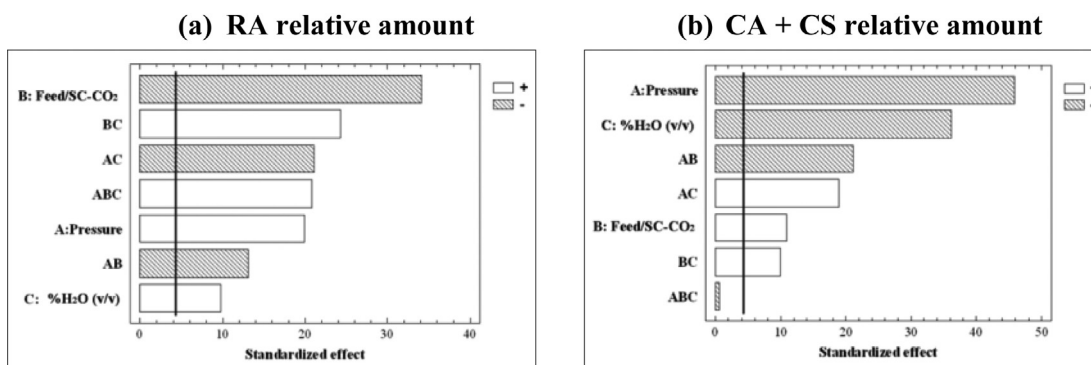 (a) RA relative amount
B: Feed/SC-CO₂
BC
AC
ABC
A:Pressure
AB
C: %H₂O (v/v)
+
-
0 10 20 30 40
Standardized effect
(b) CA + CS relative amount
A:Pressure
C: %H₂O (v/v)
AB
AC
B: Feed/SC-CO₂
BC
ABC
0 10 20 30 40 50
Standardized effect